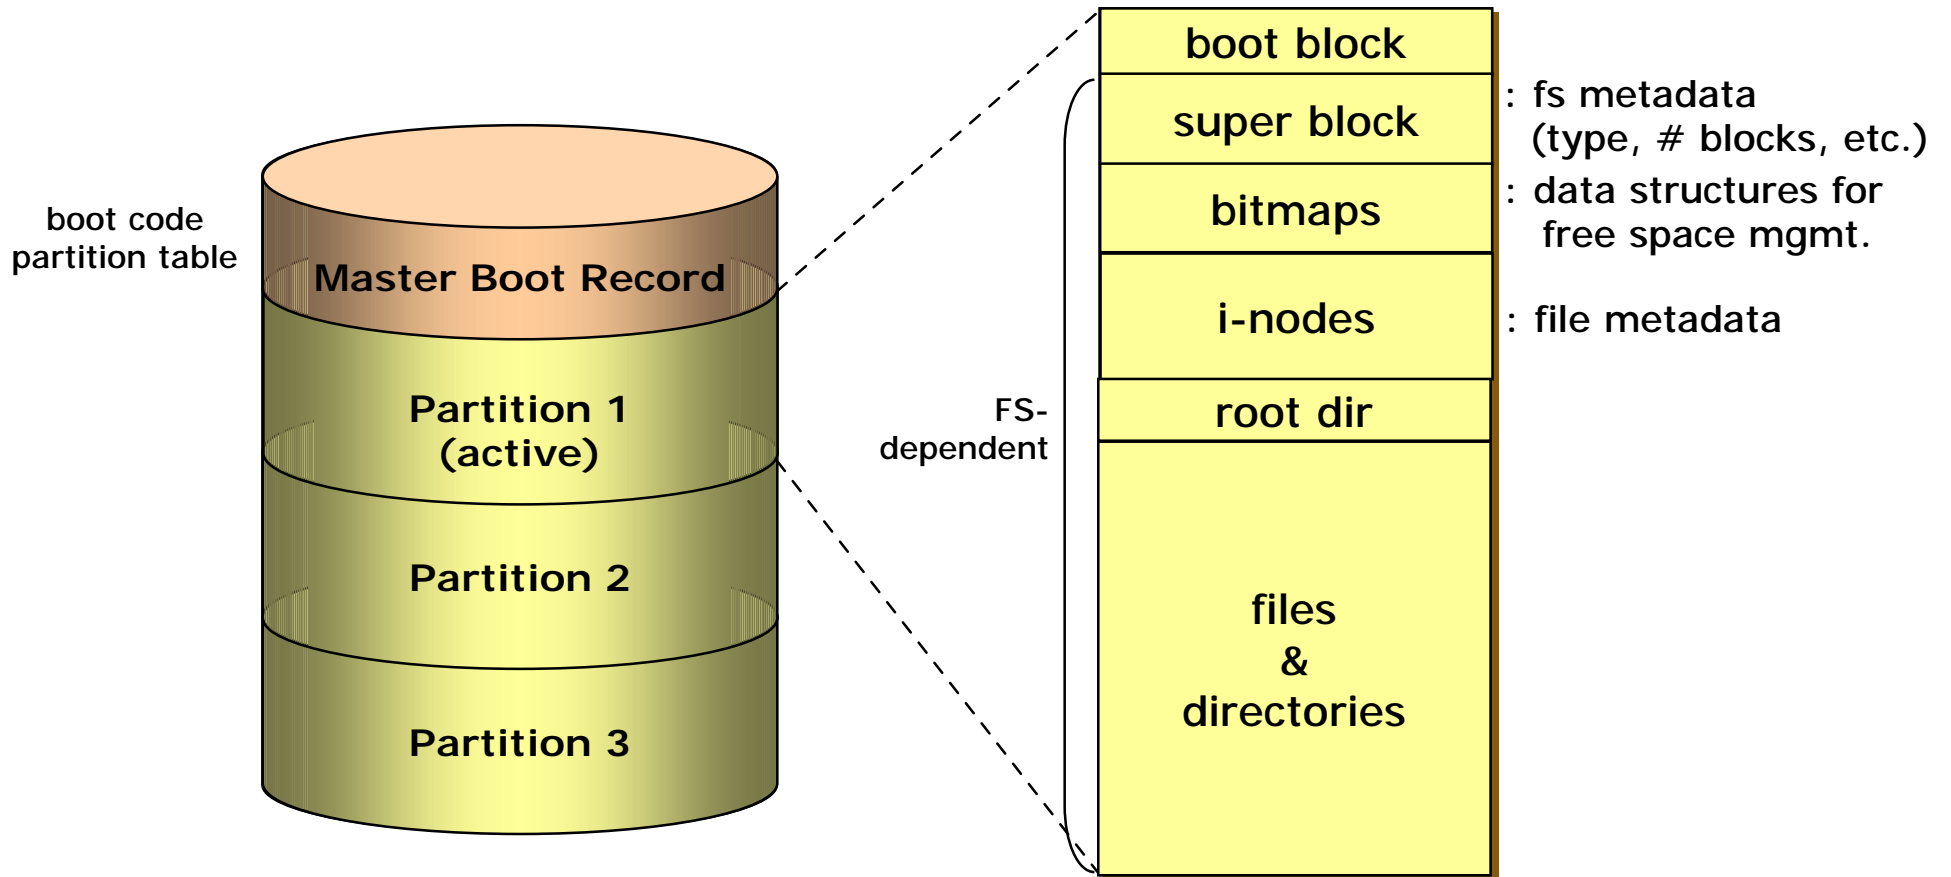 boot code
partition table
Master Boot Record
Partition 1
(active)
Partition 2
Partition 3
FS-
dependent
boot block
super block
: fs metadata
(type, # blocks, etc.)
bitmaps
: data structures for
free space mgmt.
i-nodes
: file metadata
root dir
files
&
directories